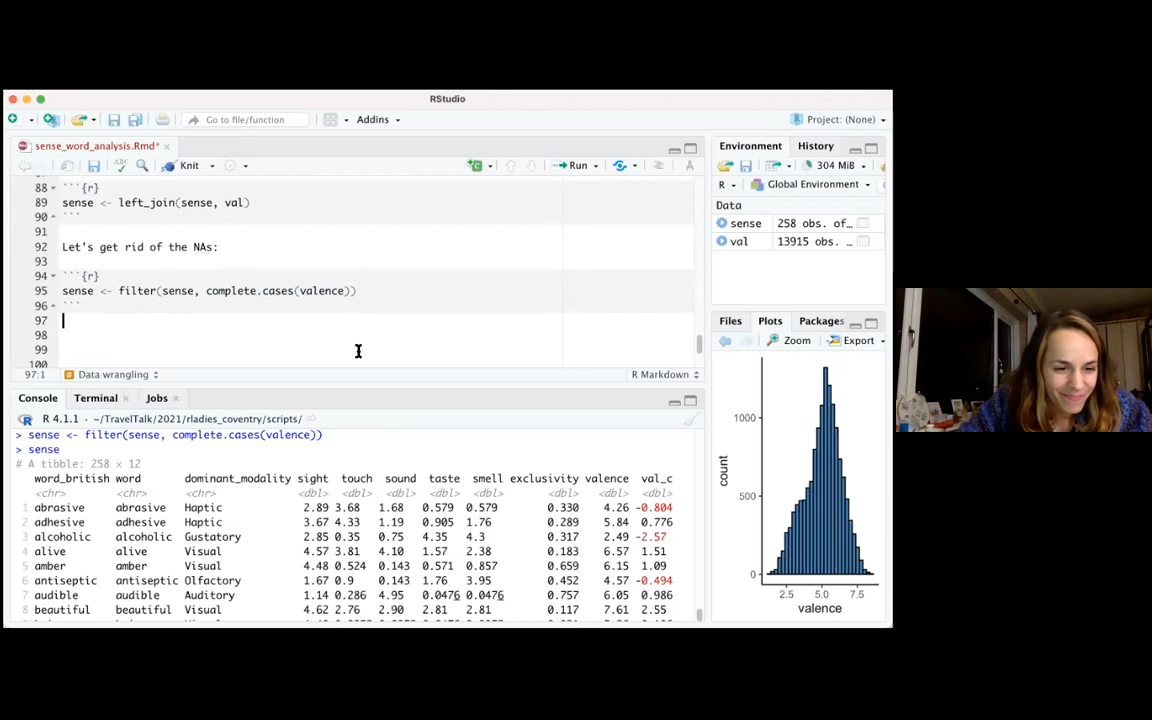 RStudio
Go to file/function
Addins
Project: (None)
sense_word_analysis.Rmd*
Knit
Run
88 ```{r}
89 sense <- left_join(sense, val)
90 ```
91
92 Let's get rid of the NAs:
93
94 ```{r}
95 sense <- filter(sense, complete.cases(valence))
96 ```
97
98
99
100
97:1 Data wrangling R Markdown
Console Terminal Jobs
R 4.1.1 · ~/TravelTalk/2021/rladies_coventry/scripts/
> sense <- filter(sense, complete.cases(valence))
> sense
# A tibble: 258 × 12
word_british word dominant_modality sight touch sound taste smell exclusivity valence val_c
<chr> <chr> <chr> <dbl> <dbl> <dbl> <dbl> <dbl> <dbl> <dbl> <dbl>
1 abrasive abrasive Haptic 2.89 3.68 1.68 0.579 0.579 0.330 4.26 -0.804
2 adhesive adhesive Haptic 3.67 4.33 1.19 0.905 1.76 0.289 5.84 0.776
3 alcoholic alcoholic Gustatory 2.85 0.35 0.75 4.35 4.3 0.317 2.49 -2.57
4 alive alive Visual 4.57 3.81 4.10 1.57 2.38 0.183 6.57 1.51
5 amber amber Visual 4.48 0.524 0.143 0.571 0.857 0.659 6.15 1.09
6 antiseptic antiseptic Olfactory 1.67 0.9 0.143 1.76 3.95 0.452 4.57 -0.494
7 audible audible Auditory 1.14 0.286 4.95 0.0476 0.0476 0.757 6.05 0.986
8 beautiful beautiful Visual 4.62 2.76 2.90 2.81 2.81 0.117 7.61 2.55
Environment History
304 MiB
R Global Environment
Data
sense 258 obs. of…
val 13915 obs. …
Files Plots Packages
Zoom Export
count
1000
500
0
2.5 5.0 7.5
valence